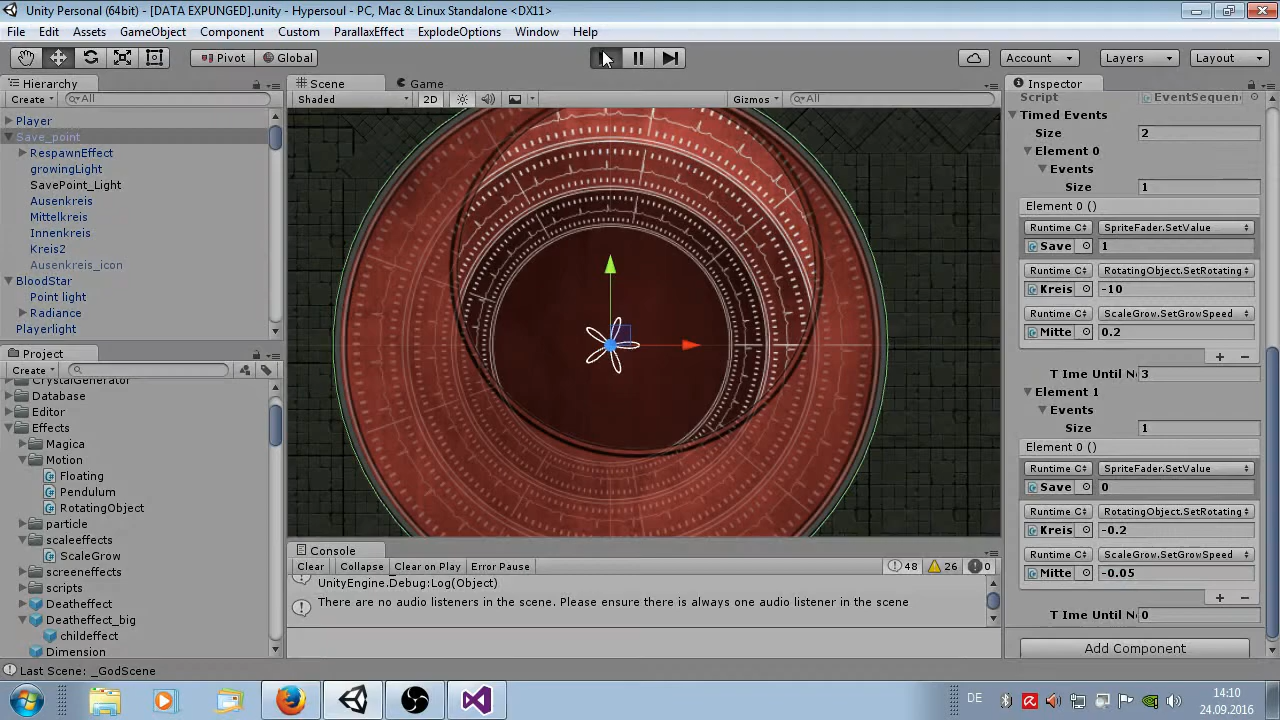 Unity Personal (64bit) - [DATA EXPUNGED].unity - Hypersoul - PC, Mac & Linux Standalone <DX11>
File Edit Assets GameObject Component Custom ParallaxEffect ExplodeOptions Window Help
Pivot Global Account Layers Layout
Hierarchy
Create All
Player
Save_point
RespawnEffect
growingLight
SavePoint_Light
Ausenkreis
Mittelkreis
Innenkreis
Kreis2
Ausenkreis_icon
BloodStar
Point light
Radiance
Playerlight
Project
Create
CrystalGenerator
Database
Editor
Effects
Magica
Motion
Floating
Pendulum
RotatingObject
particle
scaleeffects
ScaleGrow
screeneffects
scripts
Deatheffect
Deatheffect_big
childeffect
Dimension
Scene Game
Shaded 2D Gizmos All
Console
Clear Collapse Clear on Play Error Pause 48 26 0
UnityEngine.Debug:Log(Object)
There are no audio listeners in the scene. Please ensure there is always one audio listener in the scene
Inspector
Script EventSequen
Timed Events
Size 2
Element 0
Events
Size 1
Element 0 ()
Runtime C SpriteFader.SetValue
Save 1
Runtime C RotatingObject.SetRotating
Kreis -10
Runtime C ScaleGrow.SetGrowSpeed
Mitte 0.2
T Ime Until N 3
Element 1
Events
Size 1
Element 0 ()
Runtime C SpriteFader.SetValue
Save 0
Runtime C RotatingObject.SetRotating
Kreis -0.2
Runtime C ScaleGrow.SetGrowSpeed
Mitte -0.05
T Ime Until N 0
Add Component
Last Scene: _GodScene
DE
14:10
24.09.2016